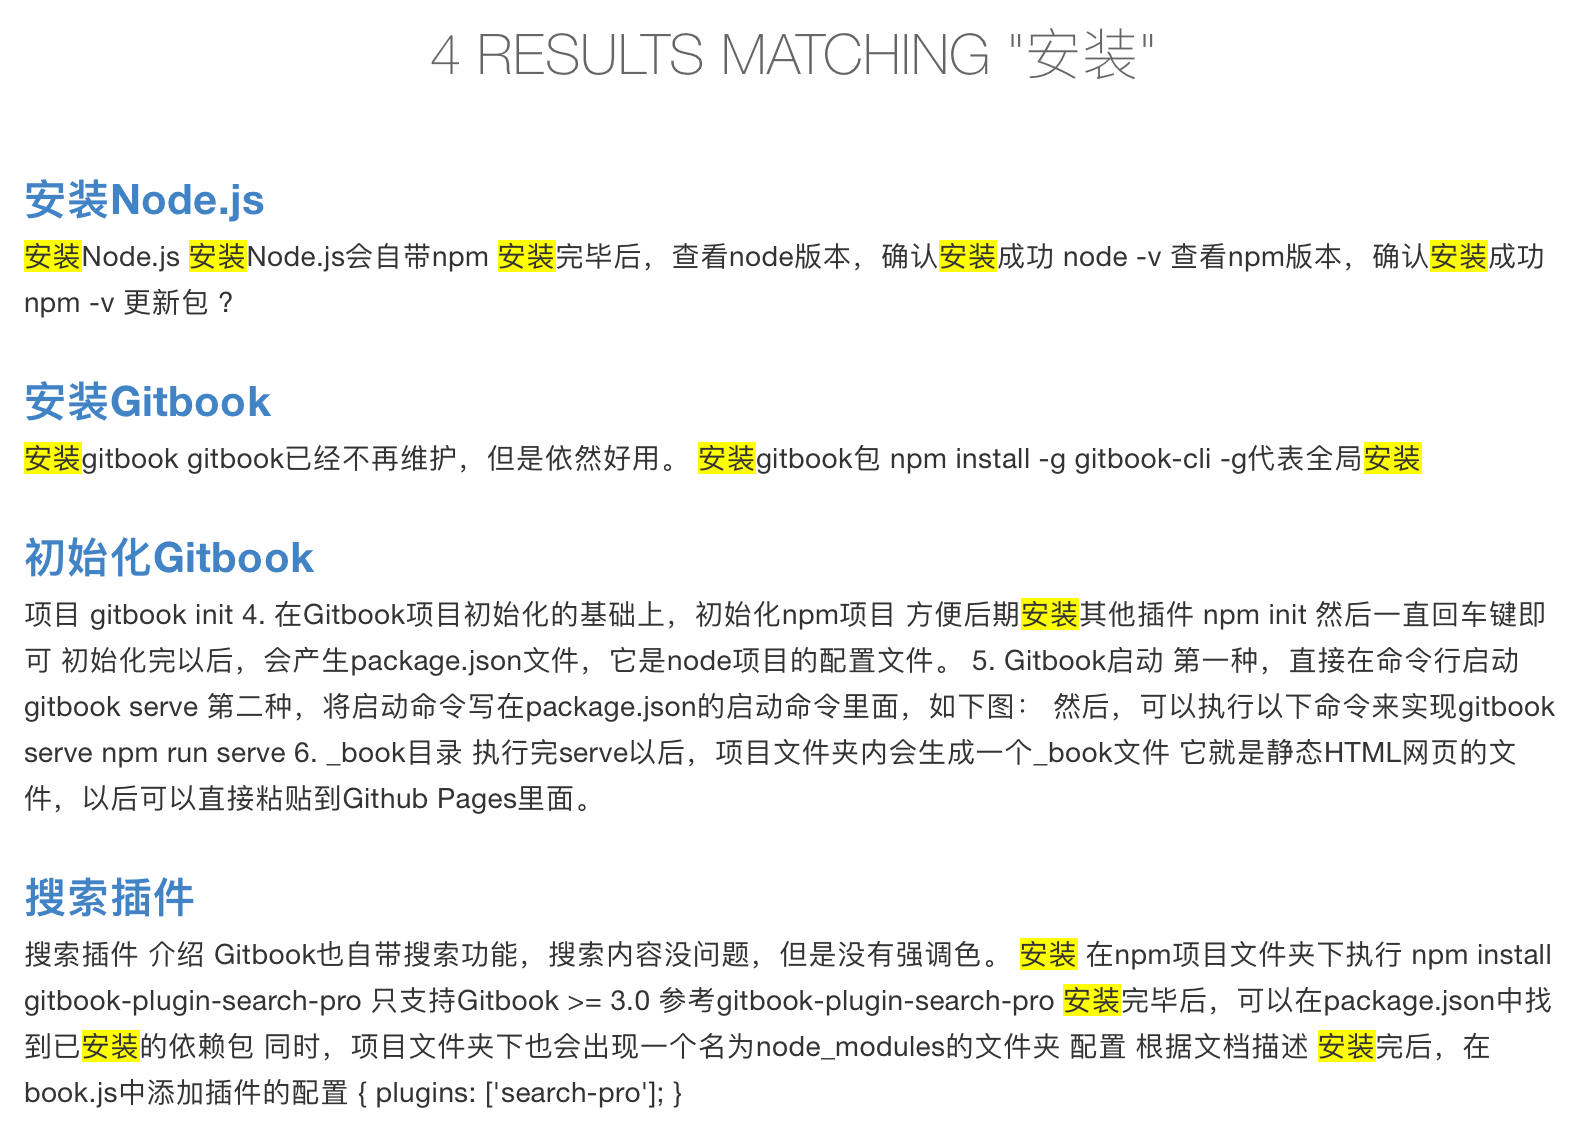 4 RESULTS MATCHING "安装"
安装Node.js
安装Node.js 安装Node.js会自带npm 安装完毕后，查看node版本，确认安装成功 node -v 查看npm版本，确认安装成功
npm -v 更新包 ?
安装Gitbook
安装gitbook gitbook已经不再维护，但是依然好用。 安装gitbook包 npm install -g gitbook-cli -g代表全局安装
初始化Gitbook
项目 gitbook init 4. 在Gitbook项目初始化的基础上，初始化npm项目 方便后期安装其他插件 npm init 然后一直回车键即
可 初始化完以后，会产生package.json文件，它是node项目的配置文件。 5. Gitbook启动 第一种，直接在命令行启动
gitbook serve 第二种，将启动命令写在package.json的启动命令里面，如下图： 然后，可以执行以下命令来实现gitbook
serve npm run serve 6. _book目录 执行完serve以后，项目文件夹内会生成一个_book文件 它就是静态HTML网页的文
件，以后可以直接粘贴到Github Pages里面。
搜索插件
搜索插件 介绍 Gitbook也自带搜索功能，搜索内容没问题，但是没有强调色。 安装 在npm项目文件夹下执行 npm install
gitbook-plugin-search-pro 只支持Gitbook >= 3.0 参考gitbook-plugin-search-pro 安装完毕后，可以在package.json中找
到已安装的依赖包 同时，项目文件夹下也会出现一个名为node_modules的文件夹 配置 根据文档描述 安装完后，在
book.js中添加插件的配置 { plugins: ['search-pro']; }